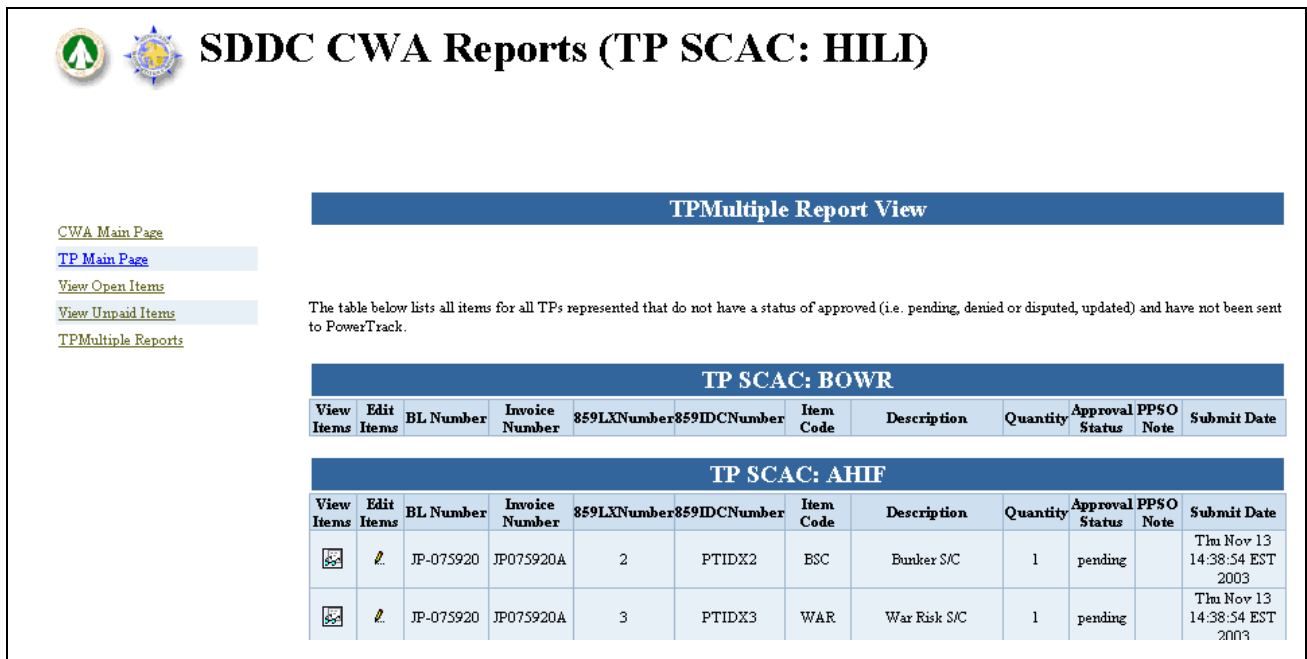 SDDC CWA Reports (TP SCAC: HILI)
TPMultiple Report View
CWA Main Page
TP Main Page
View Open Items
View Unpaid Items
TPMultiple Reports
The table below lists all items for all TPs represented that do not have a status of approved (i.e. pending, denied or disputed, updated) and have not been sent
to PowerTrack.
TP SCAC: BOWR
View Items Edit Items BL Number Invoice Number 859LXNumber 859IDCNumber Item Code Description Quantity Approval Status PPSO Note Submit Date
TP SCAC: AHIF
View Items Edit Items BL Number Invoice Number 859LXNumber 859IDCNumber Item Code Description Quantity Approval Status PPSO Note Submit Date
JP-075920 JP075920A 2 PTIDX2 BSC Bunker S/C 1 pending Thu Nov 13 14:38:54 EST 2003
JP-075920 JP075920A 3 PTIDX3 WAR War Risk S/C 1 pending Thu Nov 13 14:38:54 EST 2003